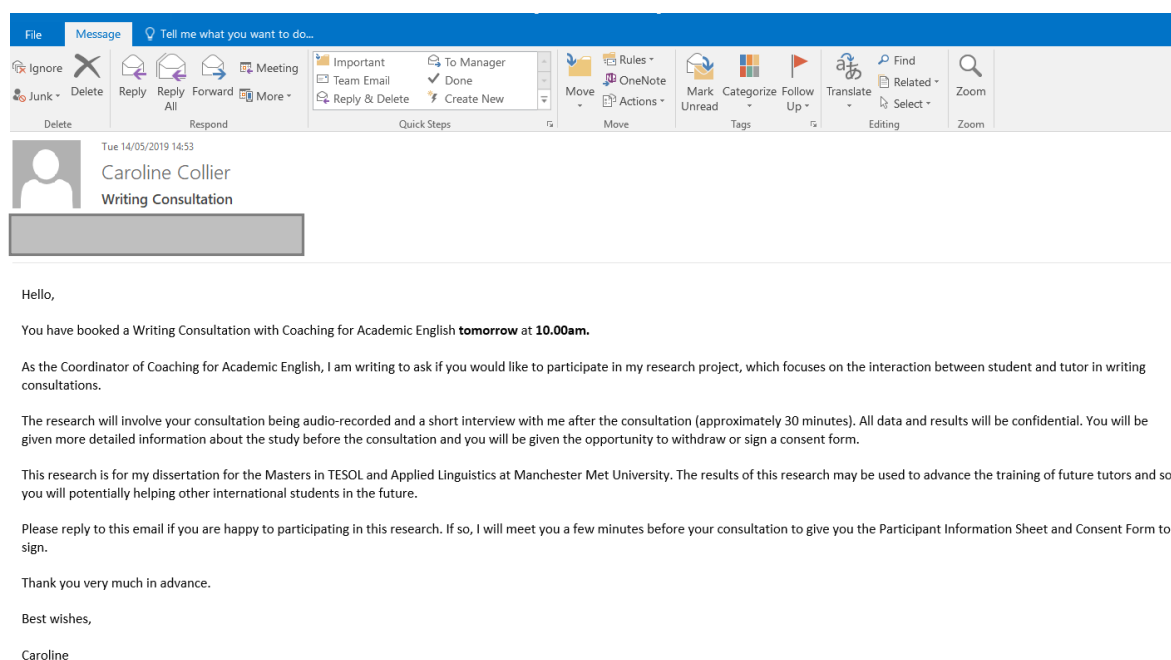 File Message Tell me what you want to do...
Ignore Meeting Important To Manager Rules Find
Team Email Done OneNote Related
Junk Delete Reply Reply All Forward More Reply & Delete Create New Move Actions Mark Unread Categorize Follow Up Translate Select Zoom
Delete Respond Quick Steps Move Tags Editing Zoom
Tue 14/05/2019 14:53
Caroline Collier
Writing Consultation
Hello,
You have booked a Writing Consultation with Coaching for Academic English tomorrow at 10.00am.
As the Coordinator of Coaching for Academic English, I am writing to ask if you would like to participate in my research project, which focuses on the interaction between student and tutor in writing
consultations.
The research will involve your consultation being audio-recorded and a short interview with me after the consultation (approximately 30 minutes). All data and results will be confidential. You will be
given more detailed information about the study before the consultation and you will be given the opportunity to withdraw or sign a consent form.
This research is for my dissertation for the Masters in TESOL and Applied Linguistics at Manchester Met University. The results of this research may be used to advance the training of future tutors and so
you will potentially helping other international students in the future.
Please reply to this email if you are happy to participating in this research. If so, I will meet you a few minutes before your consultation to give you the Participant Information Sheet and Consent Form to
sign.
Thank you very much in advance.
Best wishes,
Caroline